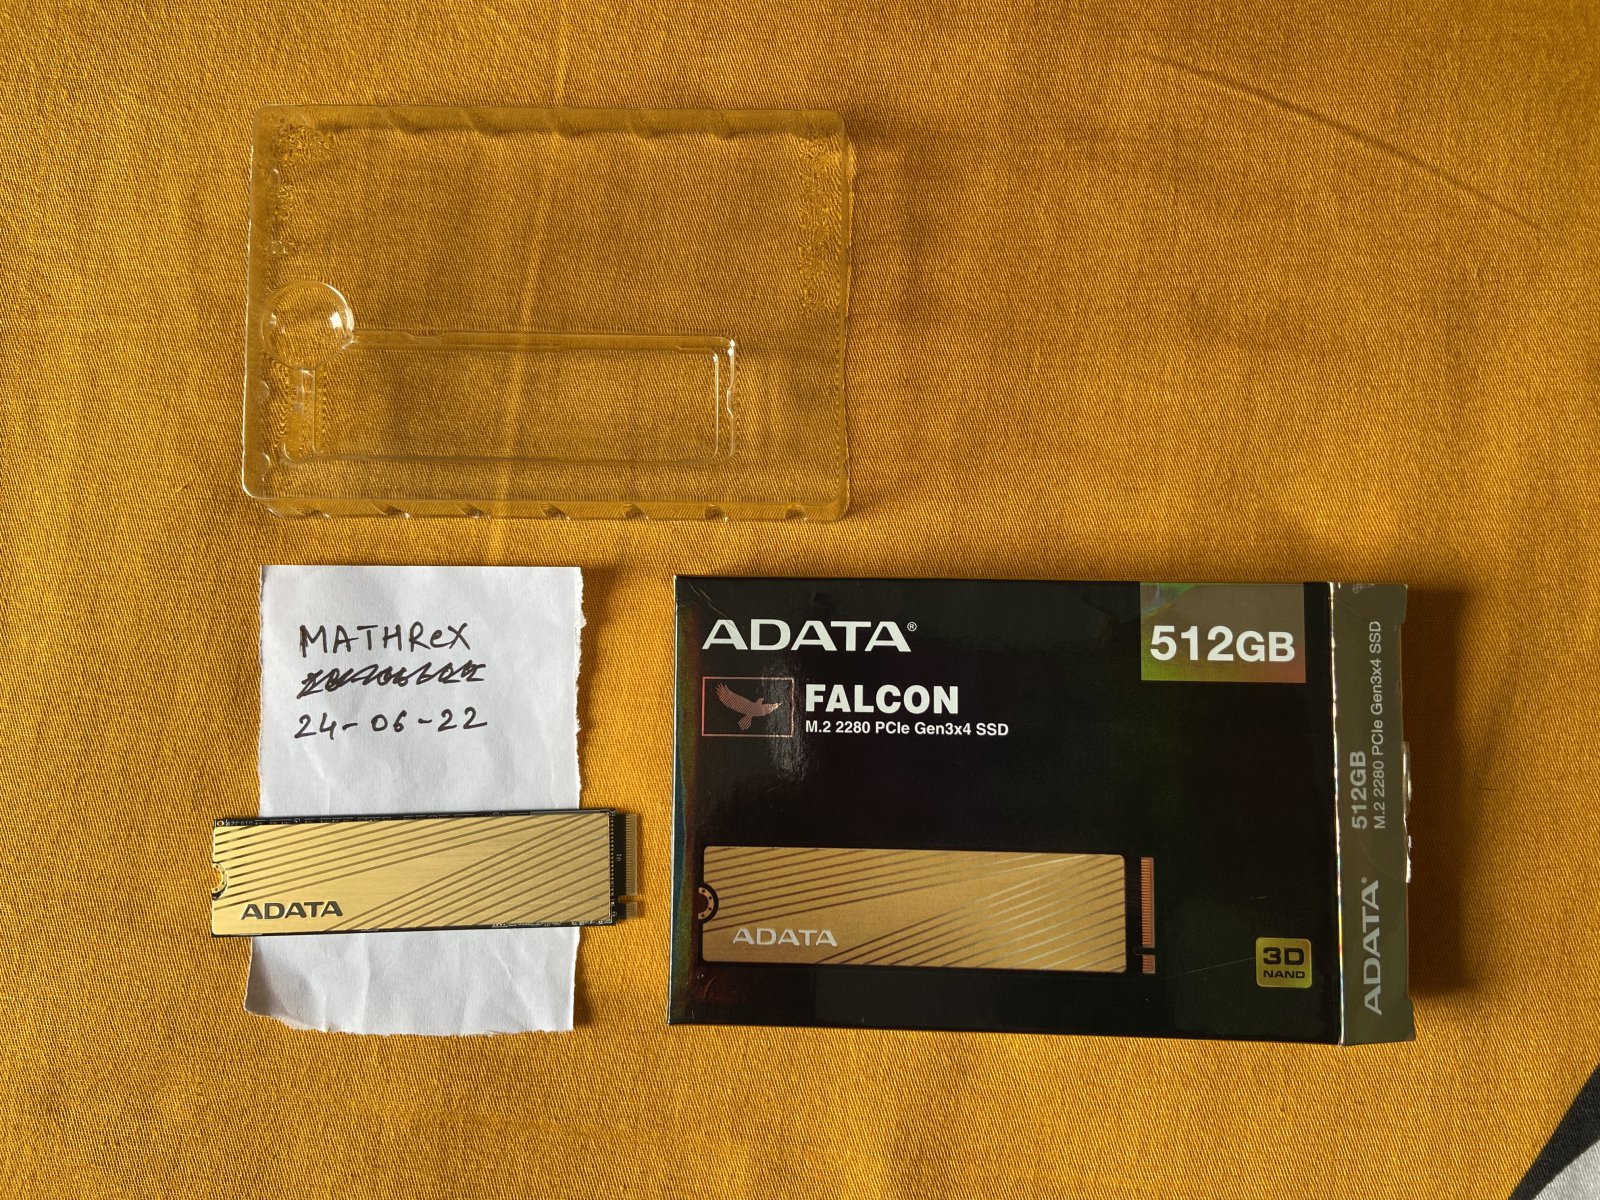 MATHReX
24-06-22
ADATA
ADATA®
512GB
FALCON
M.2 2280 PCIe Gen3x4 SSD
ADATA
3D
NAND
512GB
M.2 2280 PCIe Gen3x4 SSD
ADATA®